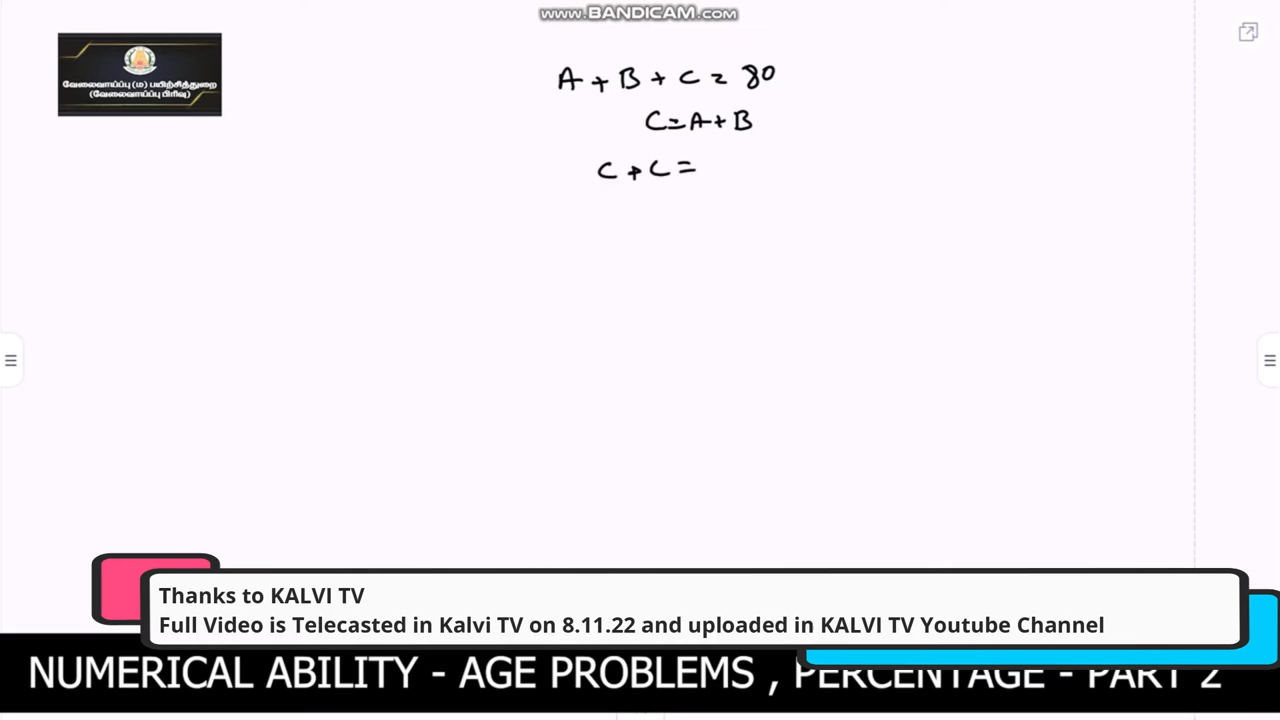 www.BANDICAM.com
வேலைவாய்ப்பு (ம) பயிற்சித்துறை
(வேலைவாய்ப்பு பிரிவு)
A + B + C = 80
C = A + B
C + C =
Thanks to KALVI TV
Full Video is Telecasted in Kalvi TV on 8.11.22 and uploaded in KALVI TV Youtube Channel
NUMERICAL ABILITY - AGE PROBLEMS , PERCENTAGE - PART 2